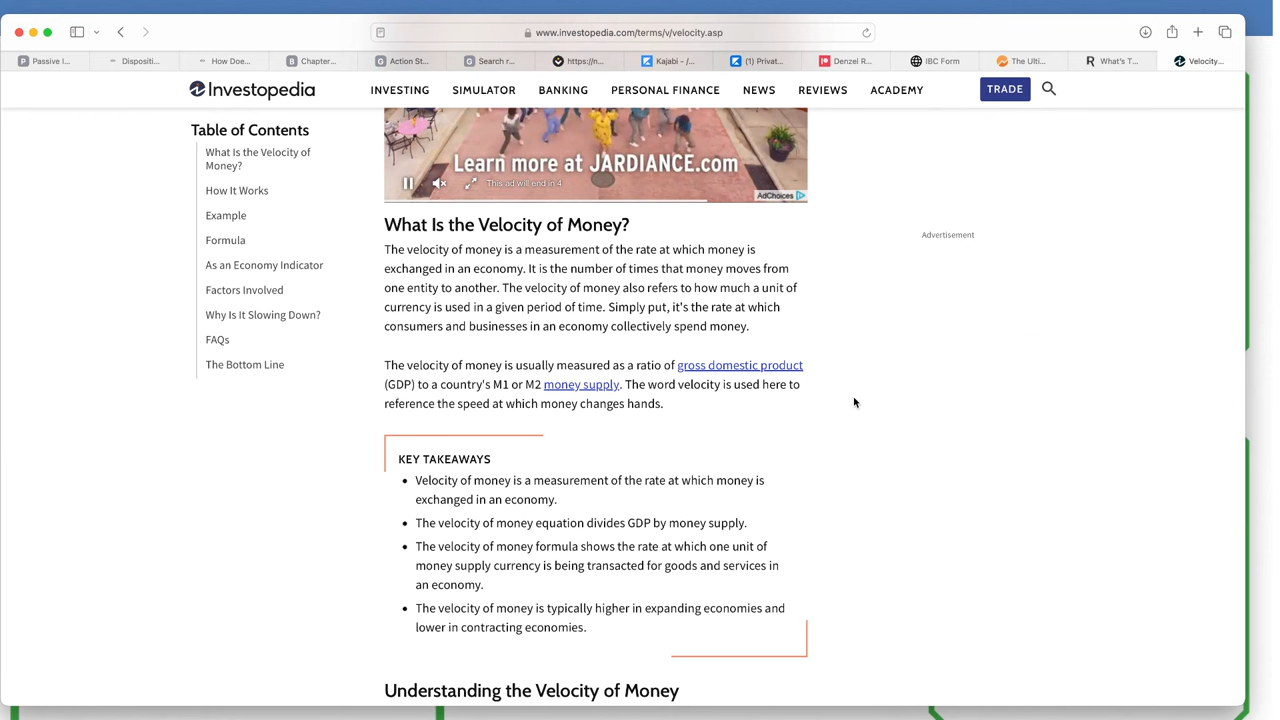 www.investopedia.com/terms/v/velocity.asp
Passive I...
Dispositi...
How Doe...
Chapter...
Action St...
Search r...
https://n...
Kajabi - /...
(1) Privat...
Denzel R...
IBC Form
The Ulti...
What's T...
Velocity...
Investopedia
INVESTING
SIMULATOR
BANKING
PERSONAL FINANCE
NEWS
REVIEWS
ACADEMY
TRADE
Table of Contents
What Is the Velocity of
Money?
How It Works
Example
Formula
As an Economy Indicator
Factors Involved
Why Is It Slowing Down?
FAQs
The Bottom Line
Learn more at JARDIANCE.com
This ad will end in 4
AdChoices
What Is the Velocity of Money?
The velocity of money is a measurement of the rate at which money is
exchanged in an economy. It is the number of times that money moves from
one entity to another. The velocity of money also refers to how much a unit of
currency is used in a given period of time. Simply put, it's the rate at which
consumers and businesses in an economy collectively spend money.
The velocity of money is usually measured as a ratio of gross domestic product
(GDP) to a country's M1 or M2 money supply. The word velocity is used here to
reference the speed at which money changes hands.
KEY TAKEAWAYS
• Velocity of money is a measurement of the rate at which money is
exchanged in an economy.
• The velocity of money equation divides GDP by money supply.
• The velocity of money formula shows the rate at which one unit of
money supply currency is being transacted for goods and services in
an economy.
• The velocity of money is typically higher in expanding economies and
lower in contracting economies.
Understanding the Velocity of Money
Advertisement